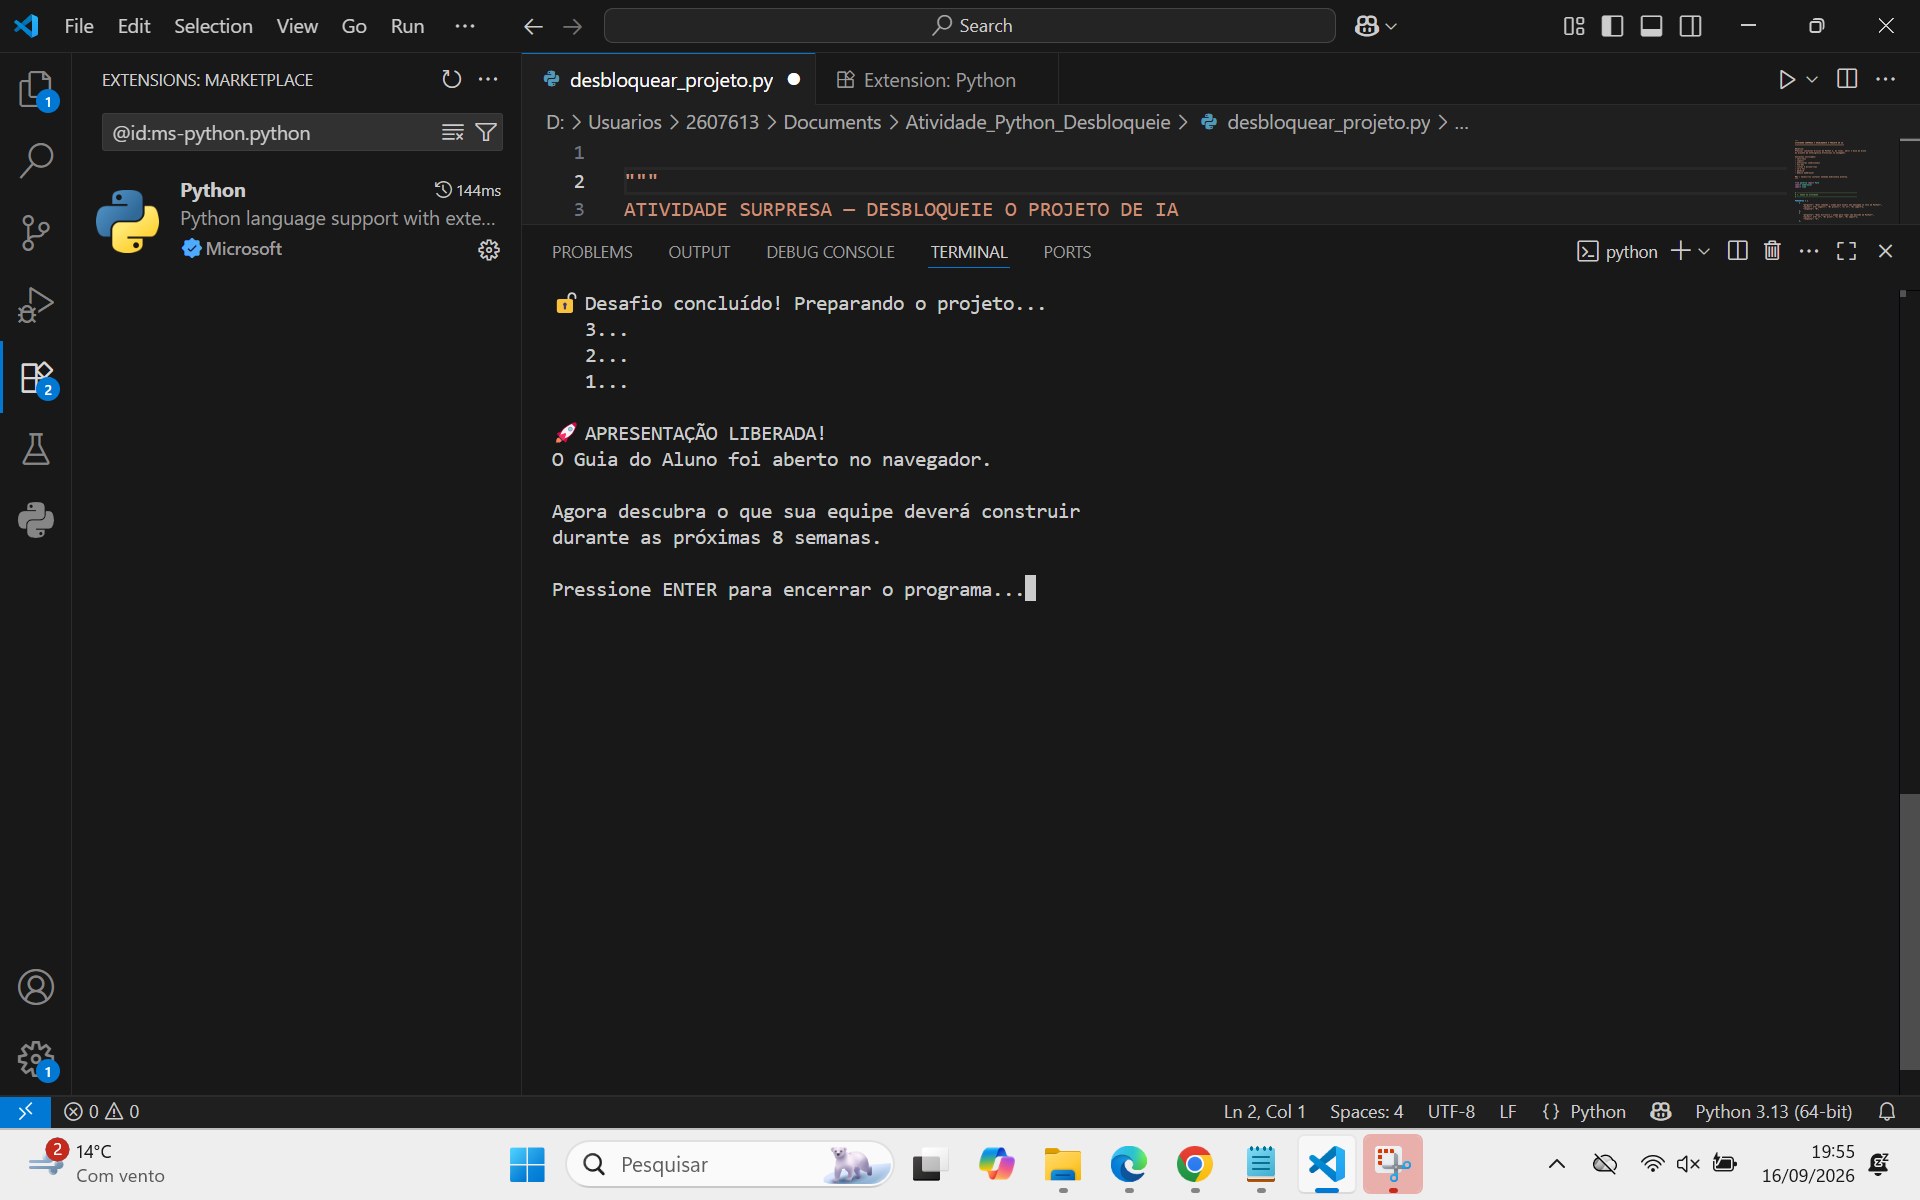 File Edit Selection View Go Run ···
Search
EXTENSIONS: MARKETPLACE
@id:ms-python.python
Python
144ms
Python language support with exte...
Microsoft
desbloquear_projeto.py
Extension: Python
D: > Usuarios > 2607613 > Documents > Atividade_Python_Desbloqueie > desbloquear_projeto.py > ...
1
2 """
3 ATIVIDADE SURPRESA — DESBLOQUEIE O PROJETO DE IA
PROBLEMS OUTPUT DEBUG CONSOLE TERMINAL PORTS
python
🔓 Desafio concluído! Preparando o projeto...
3...
2...
1...
🚀 APRESENTAÇÃO LIBERADA!
O Guia do Aluno foi aberto no navegador.
Agora descubra o que sua equipe deverá construir
durante as próximas 8 semanas.
Pressione ENTER para encerrar o programa...
1
2
1
0 0
Ln 2, Col 1 Spaces: 4 UTF-8 LF {} Python Python 3.13 (64-bit)
2
14°C
Com vento
Pesquisar
19:55
16/09/2026